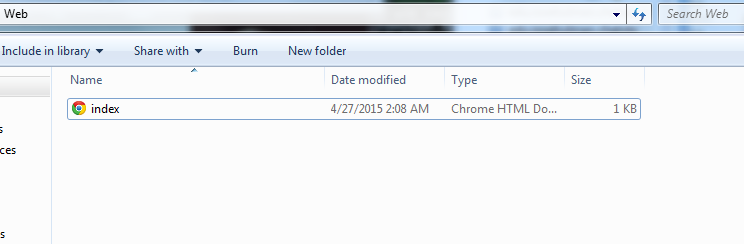 Web Search Web
Include in library Share with Burn New folder
Name Date modified Type Size
index 4/27/2015 2:08 AM Chrome HTML Do... 1 KB
s
ces
s